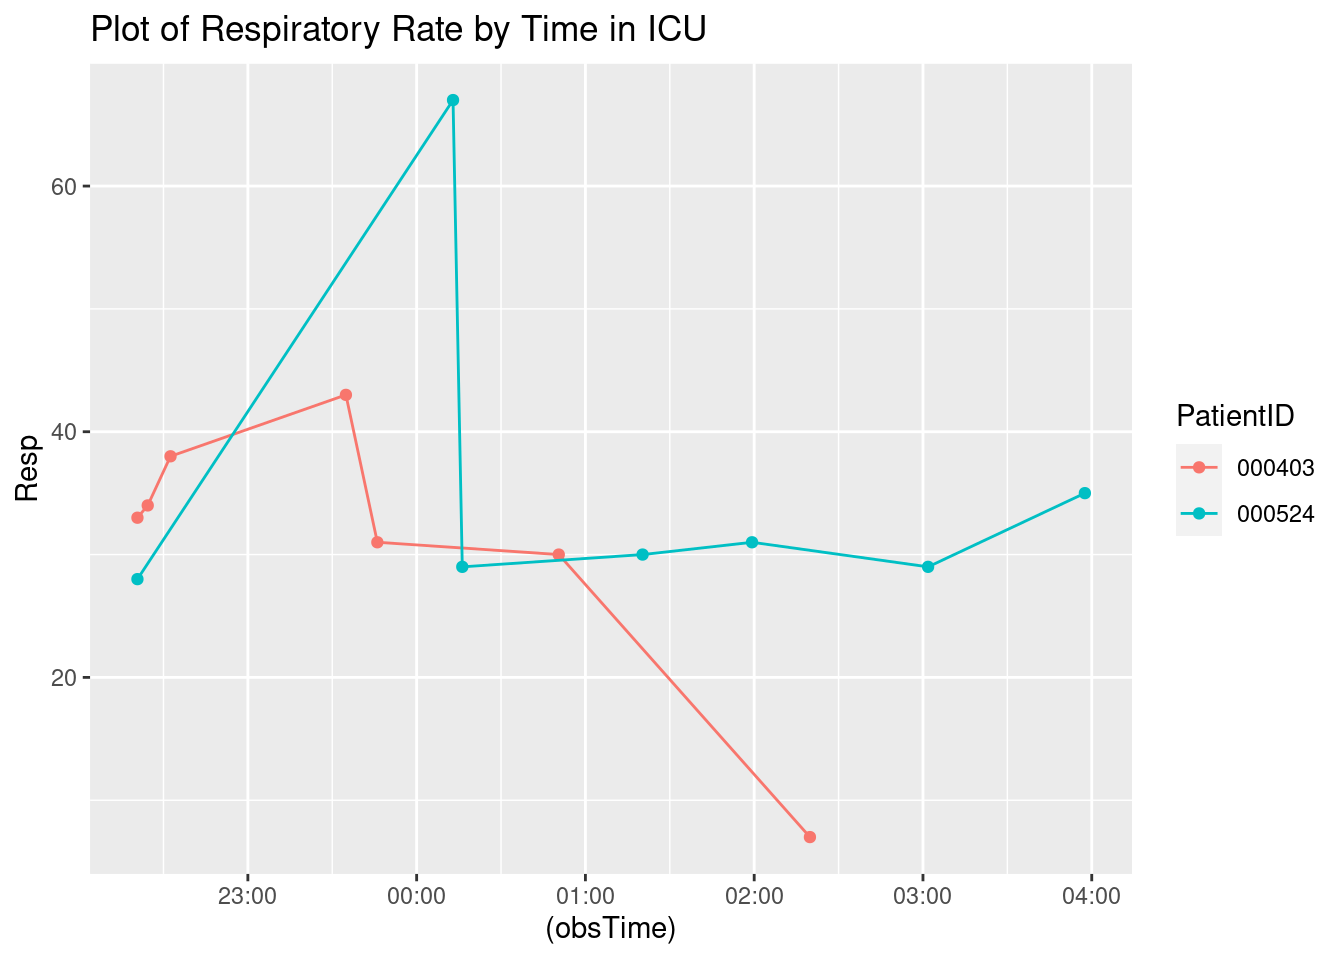 Plot of Respiratory Rate by Time in ICU
Resp
60
40
20
23:00 00:00 01:00 02:00 03:00 04:00
(obsTime)
PatientID
000403
000524